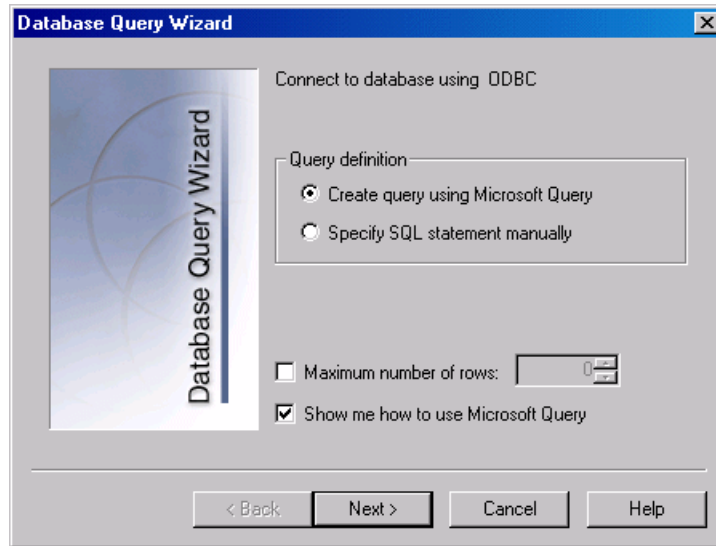 Database Query Wizard
Database Query Wizard
Connect to database using ODBC
Query definition
Create query using Microsoft Query
Specify SQL statement manually
Maximum number of rows: 0
Show me how to use Microsoft Query
< Back Next > Cancel Help